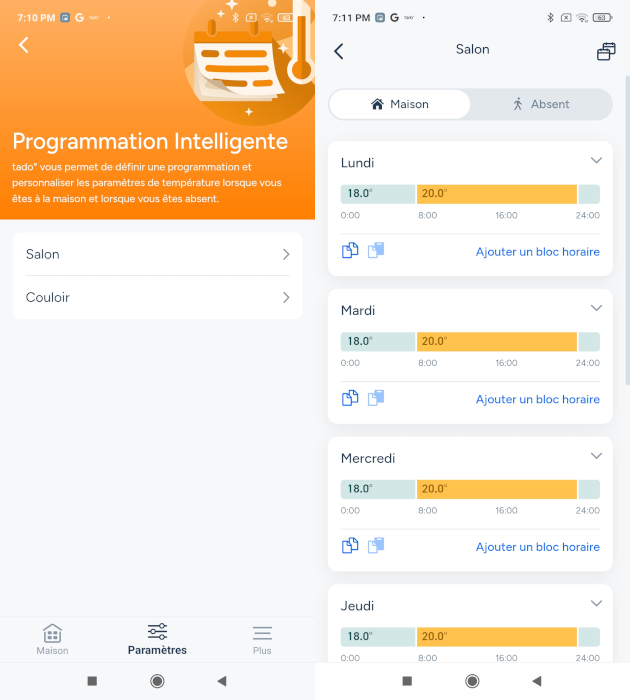 7:10 PM G 63
Programmation Intelligente
tado° vous permet de définir une programmation et
personnaliser les paramètres de température lorsque vous
êtes à la maison et lorsque vous êtes absent.
Salon
Couloir
Maison Paramètres Plus
7:11 PM G 63
Salon
Maison Absent
Lundi
18.0° 20.0°
0:00 8:00 16:00 24:00
Ajouter un bloc horaire
Mardi
18.0° 20.0°
0:00 8:00 16:00 24:00
Ajouter un bloc horaire
Mercredi
18.0° 20.0°
0:00 8:00 16:00 24:00
Ajouter un bloc horaire
Jeudi
18.0° 20.0°
0:00 8:00 16:00 24:00